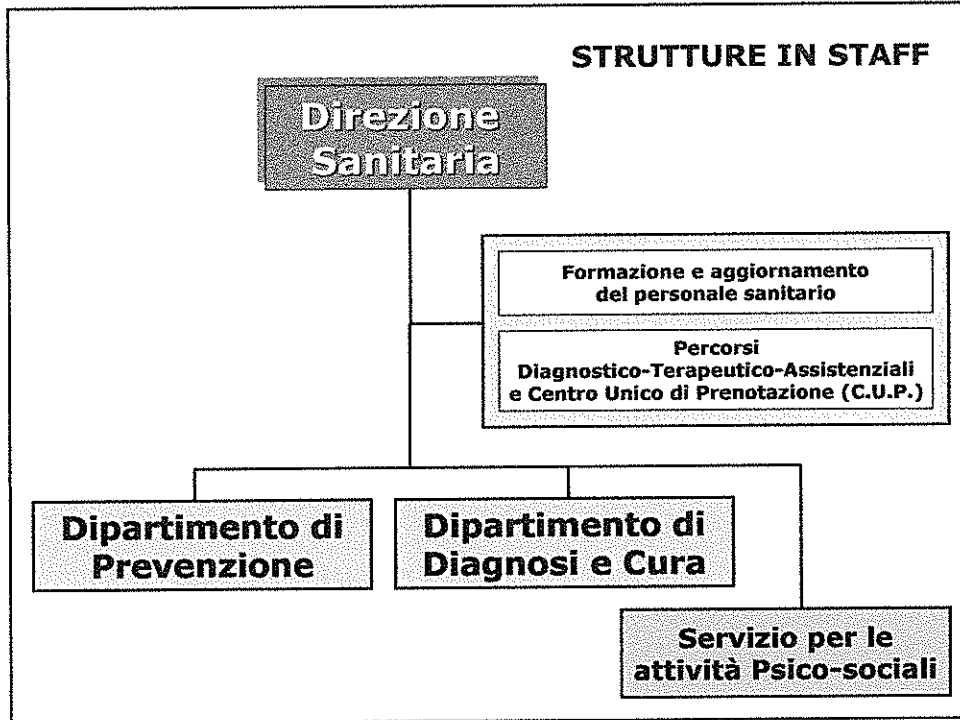 STRUTTURE IN STAFF
Direzione
Sanitaria
Formazione e aggiornamento
del personale sanitario
Percorsi
Diagnostico-Terapeutico-Assistenziali
e Centro Unico di Prenotazione (C.U.P.)
Dipartimento di
Prevenzione
Dipartimento di
Diagnosi e Cura
Servizio per le
attività Psico-sociali